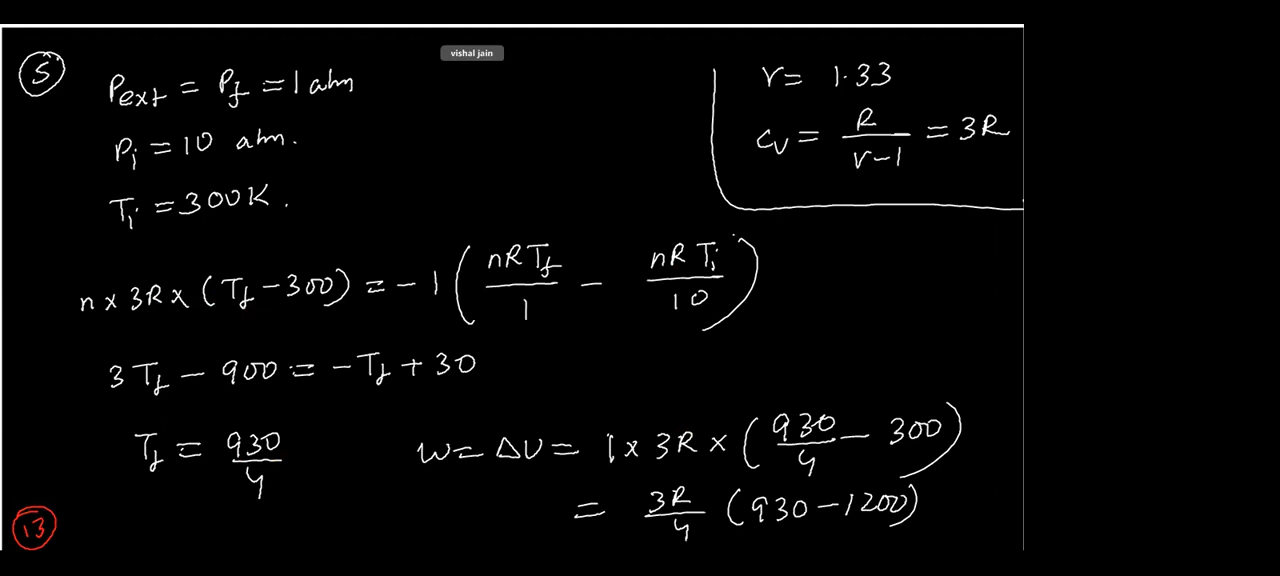 vishal jain
(5)
Pext = Pf = 1 atm
Pi = 10 atm.
Ti = 300K.
r = 1.33
Cv = R/(r-1) = 3R
n × 3R × (Tf - 300) = -1 (nRTf/1 - nRTi/10)
3Tf - 900 = -Tf + 30
Tf = 930/4
w = ΔU = 1 × 3R × (930/4 - 300)
= 3R/4 (930 - 1200)
(13)